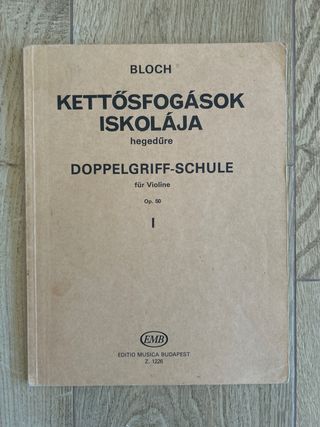 BLOCH
KETTŐSFOGÁSOK
ISKOLÁJA
hegedűre
DOPPELGRIFF-SCHULE
für Violine
Op. 50
I
EMB
EDITIO MUSICA BUDAPEST
Z. 1226